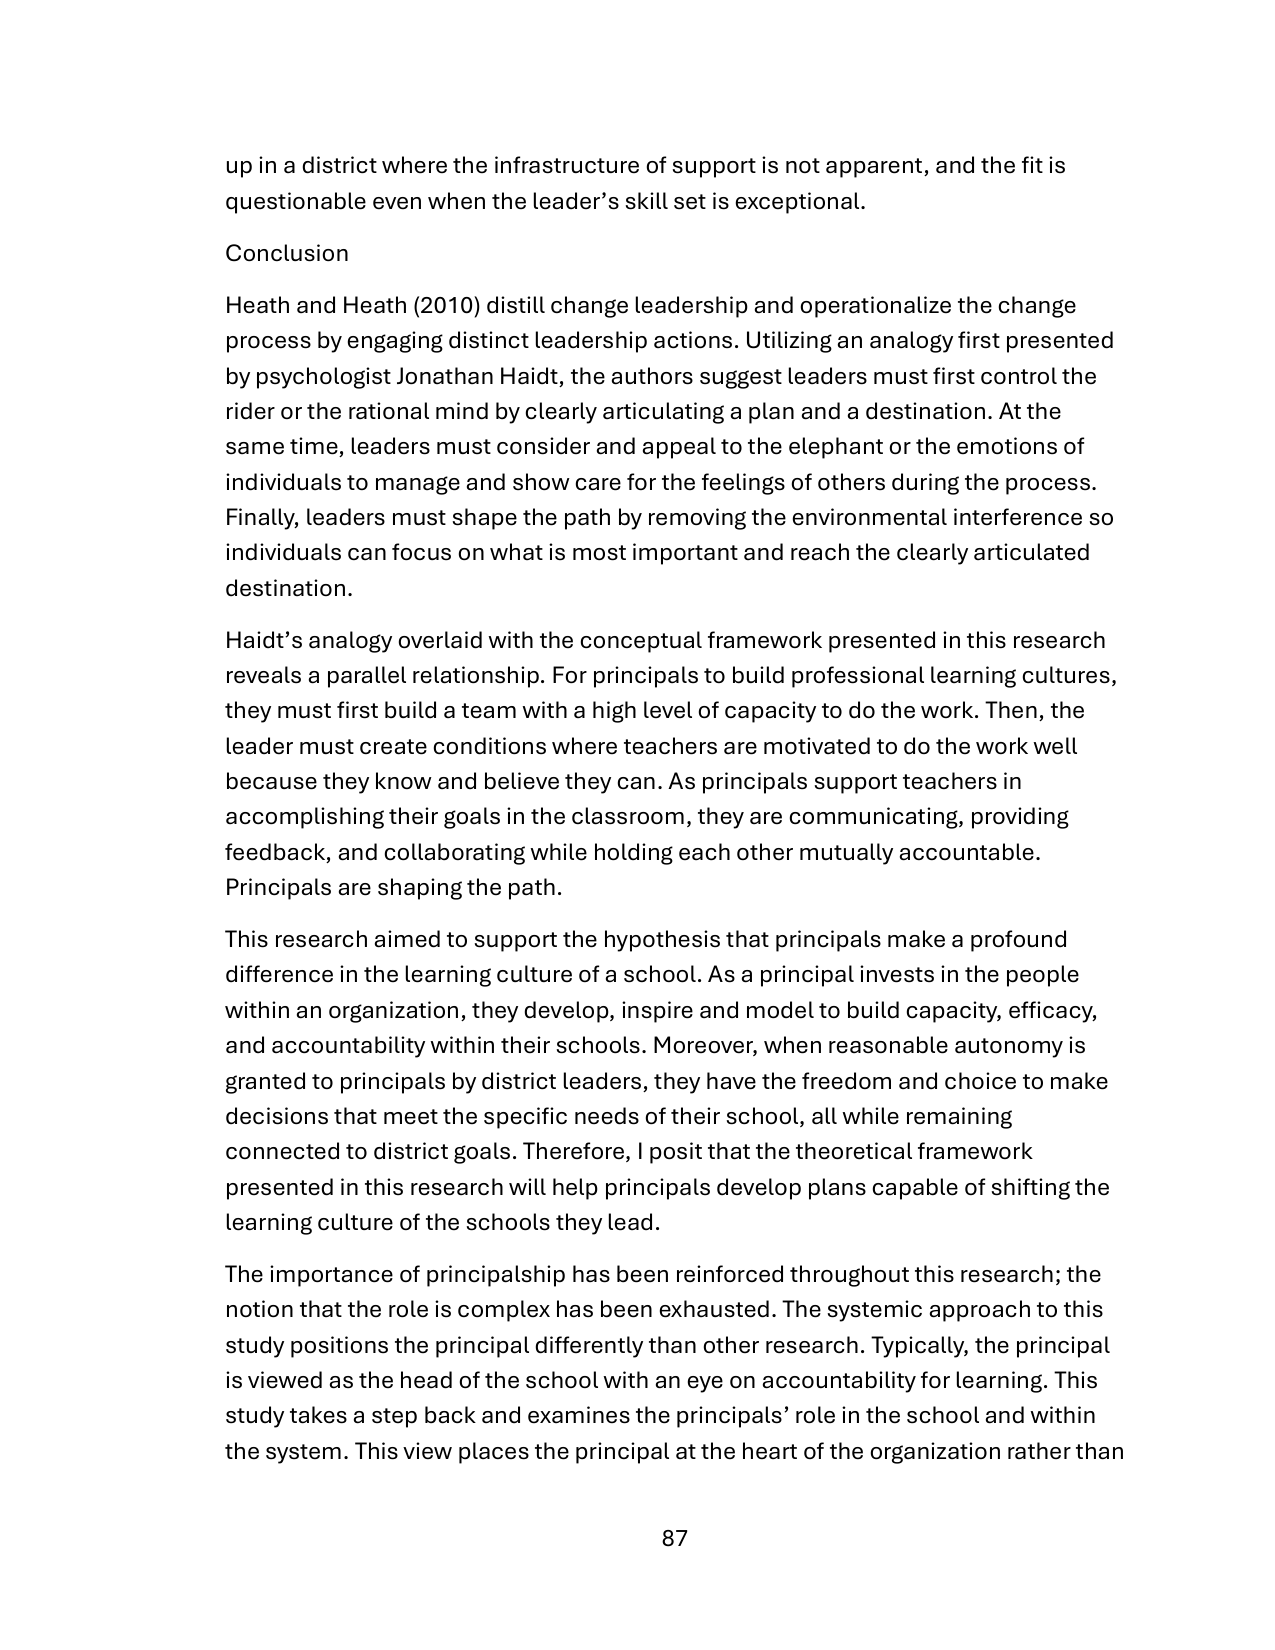 up in a district where the infrastructure of support is not apparent, and the fit is
questionable even when the leader’s skill set is exceptional.
Conclusion
Heath and Heath (2010) distill change leadership and operationalize the change
process by engaging distinct leadership actions. Utilizing an analogy first presented
by psychologist Jonathan Haidt, the authors suggest leaders must first control the
rider or the rational mind by clearly articulating a plan and a destination. At the
same time, leaders must consider and appeal to the elephant or the emotions of
individuals to manage and show care for the feelings of others during the process.
Finally, leaders must shape the path by removing the environmental interference so
individuals can focus on what is most important and reach the clearly articulated
destination.
Haidt’s analogy overlaid with the conceptual framework presented in this research
reveals a parallel relationship. For principals to build professional learning cultures,
they must first build a team with a high level of capacity to do the work. Then, the
leader must create conditions where teachers are motivated to do the work well
because they know and believe they can. As principals support teachers in
accomplishing their goals in the classroom, they are communicating, providing
feedback, and collaborating while holding each other mutually accountable.
Principals are shaping the path.
This research aimed to support the hypothesis that principals make a profound
difference in the learning culture of a school. As a principal invests in the people
within an organization, they develop, inspire and model to build capacity, efficacy,
and accountability within their schools. Moreover, when reasonable autonomy is
granted to principals by district leaders, they have the freedom and choice to make
decisions that meet the specific needs of their school, all while remaining
connected to district goals. Therefore, I posit that the theoretical framework
presented in this research will help principals develop plans capable of shifting the
learning culture of the schools they lead.
The importance of principalship has been reinforced throughout this research; the
notion that the role is complex has been exhausted. The systemic approach to this
study positions the principal differently than other research. Typically, the principal
is viewed as the head of the school with an eye on accountability for learning. This
study takes a step back and examines the principals’ role in the school and within
the system. This view places the principal at the heart of the organization rather than
87